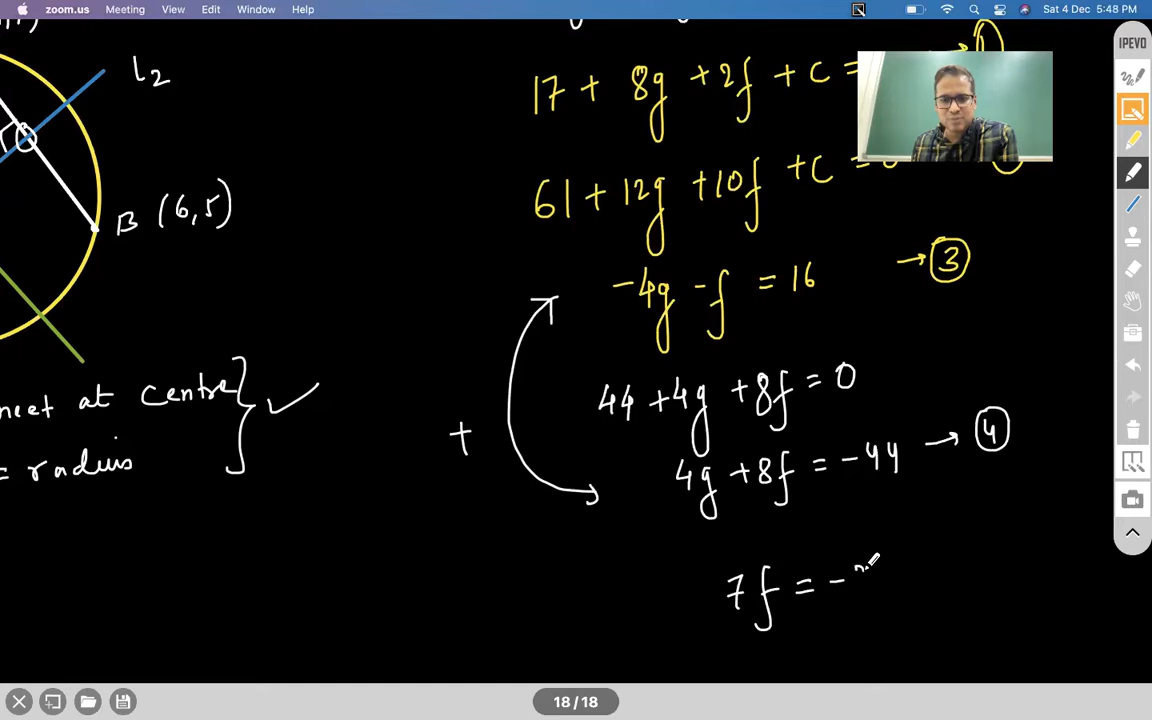 zoom.us Meeting View Edit Window Help Sat 4 Dec 5:48 PM
IPEVO
L2
17 + 8g + 2f + c =
61 + 12g + 10f + c = 0
B (6,5)
-4g - f = 16 → 3
44 + 4g + 8f = 0
meet at centre
+
4g + 8f = -44 → 4
= radius
7f = -
18/18